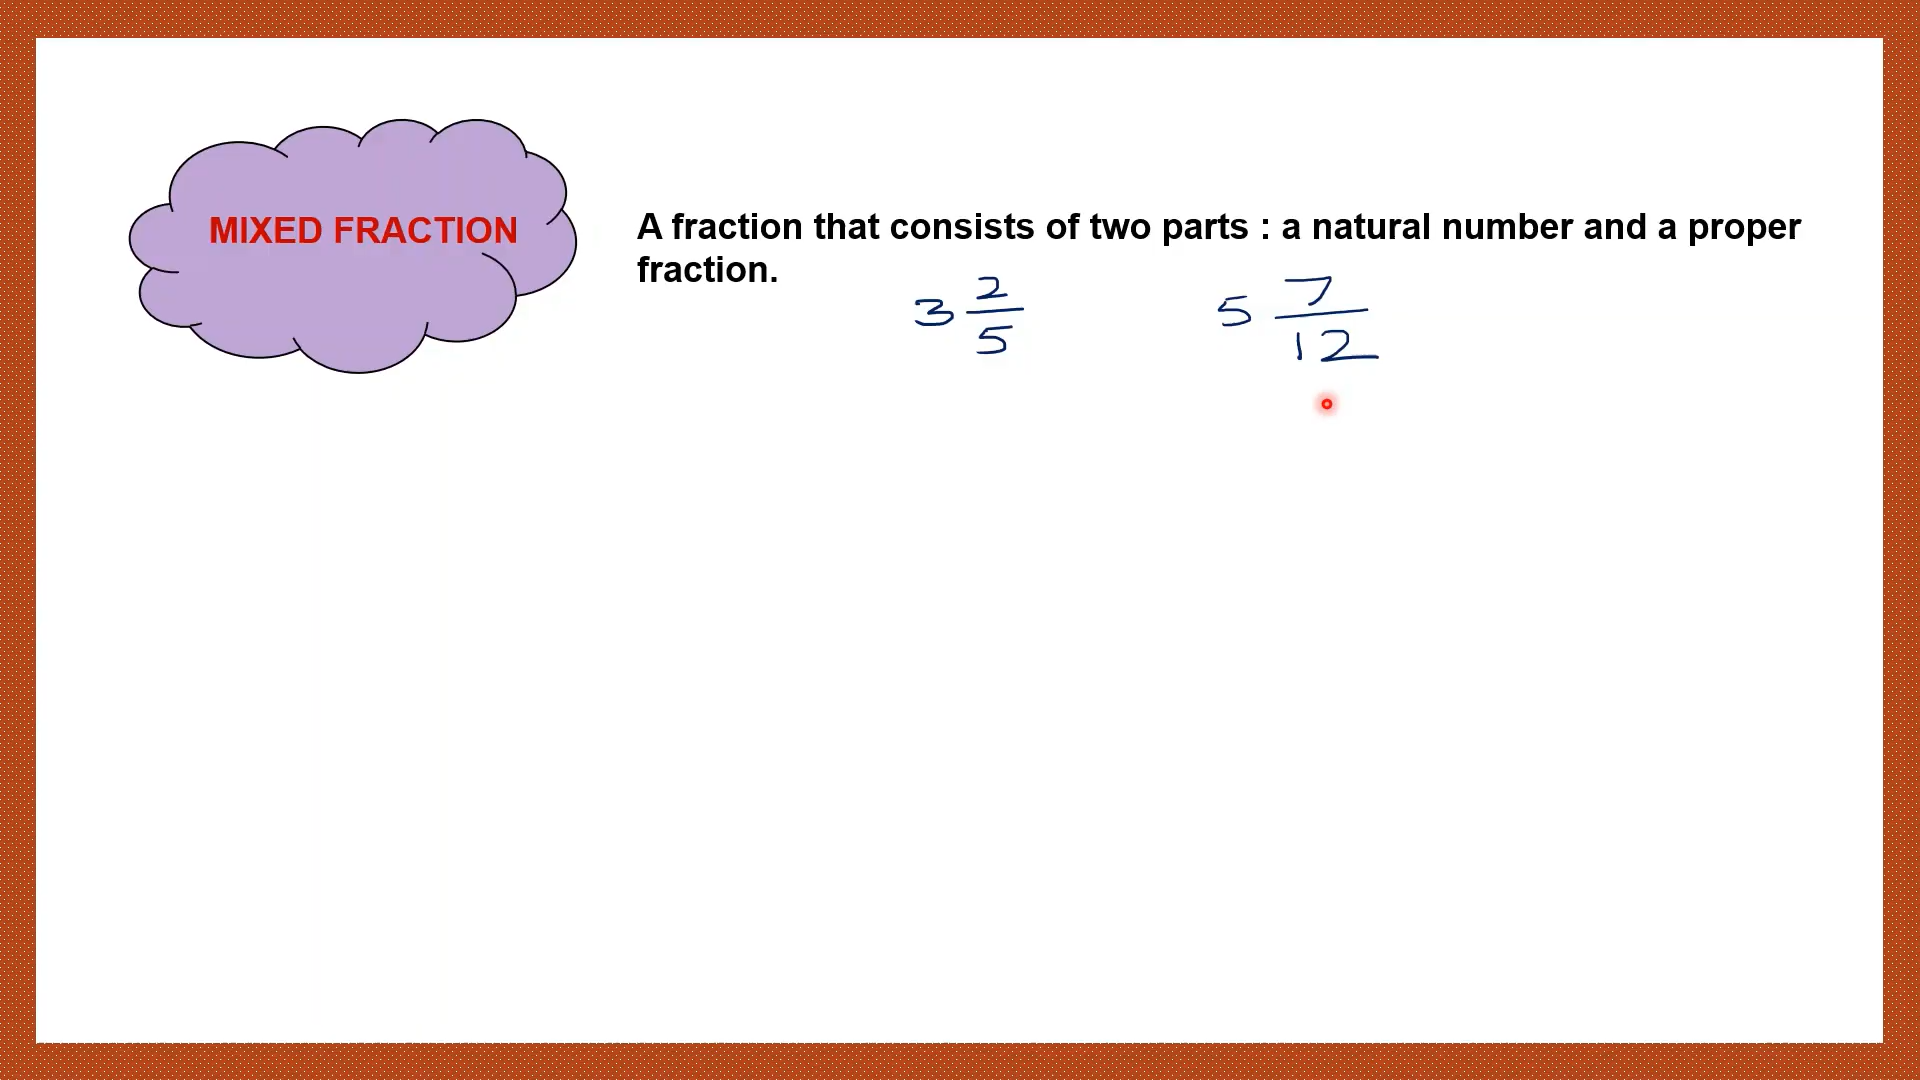 MIXED FRACTION
A fraction that consists of two parts : a natural number and a proper
fraction.
3 2/5
5 7/12